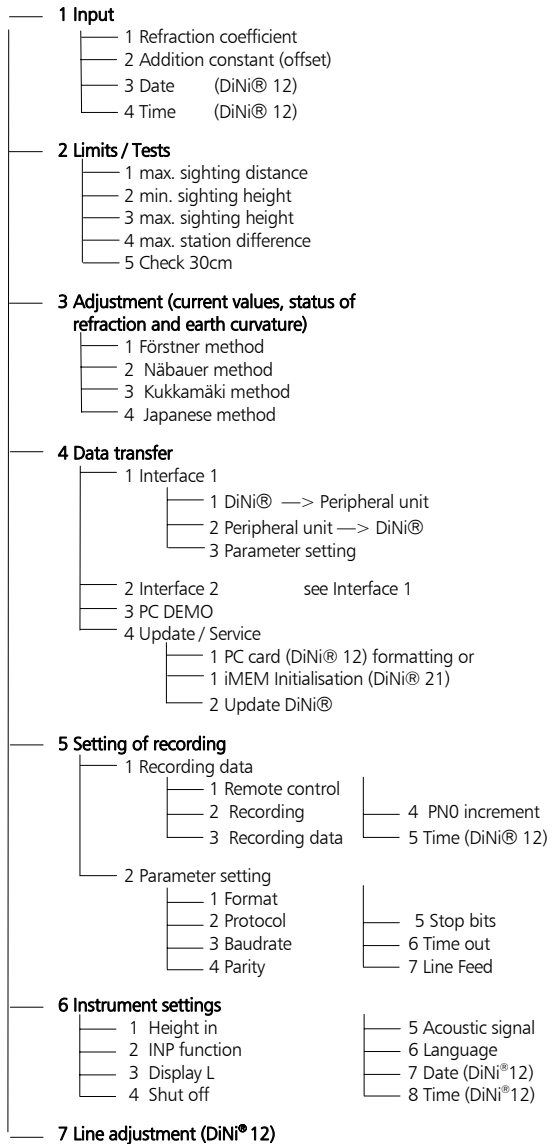 1 Input
1 Refraction coefficient
2 Addition constant (offset)
3 Date (DiNi® 12)
4 Time (DiNi® 12)
2 Limits / Tests
1 max. sighting distance
2 min. sighting height
3 max. sighting height
4 max. station difference
5 Check 30cm
3 Adjustment (current values, status of
refraction and earth curvature)
1 Förstner method
2 Näbauer method
3 Kukkamäki method
4 Japanese method
4 Data transfer
1 Interface 1
1 DiNi® —> Peripheral unit
2 Peripheral unit —> DiNi®
3 Parameter setting
2 Interface 2 see Interface 1
3 PC DEMO
4 Update / Service
1 PC card (DiNi® 12) formatting or
1 iMEM Initialisation (DiNi® 21)
2 Update DiNi®
5 Setting of recording
1 Recording data
1 Remote control
2 Recording
3 Recording data
4 PN0 increment
5 Time (DiNi® 12)
2 Parameter setting
1 Format
2 Protocol
3 Baudrate
4 Parity
5 Stop bits
6 Time out
7 Line Feed
6 Instrument settings
1 Height in
2 INP function
3 Display L
4 Shut off
5 Acoustic signal
6 Language
7 Date (DiNi®12)
8 Time (DiNi®12)
7 Line adjustment (DiNi® 12)